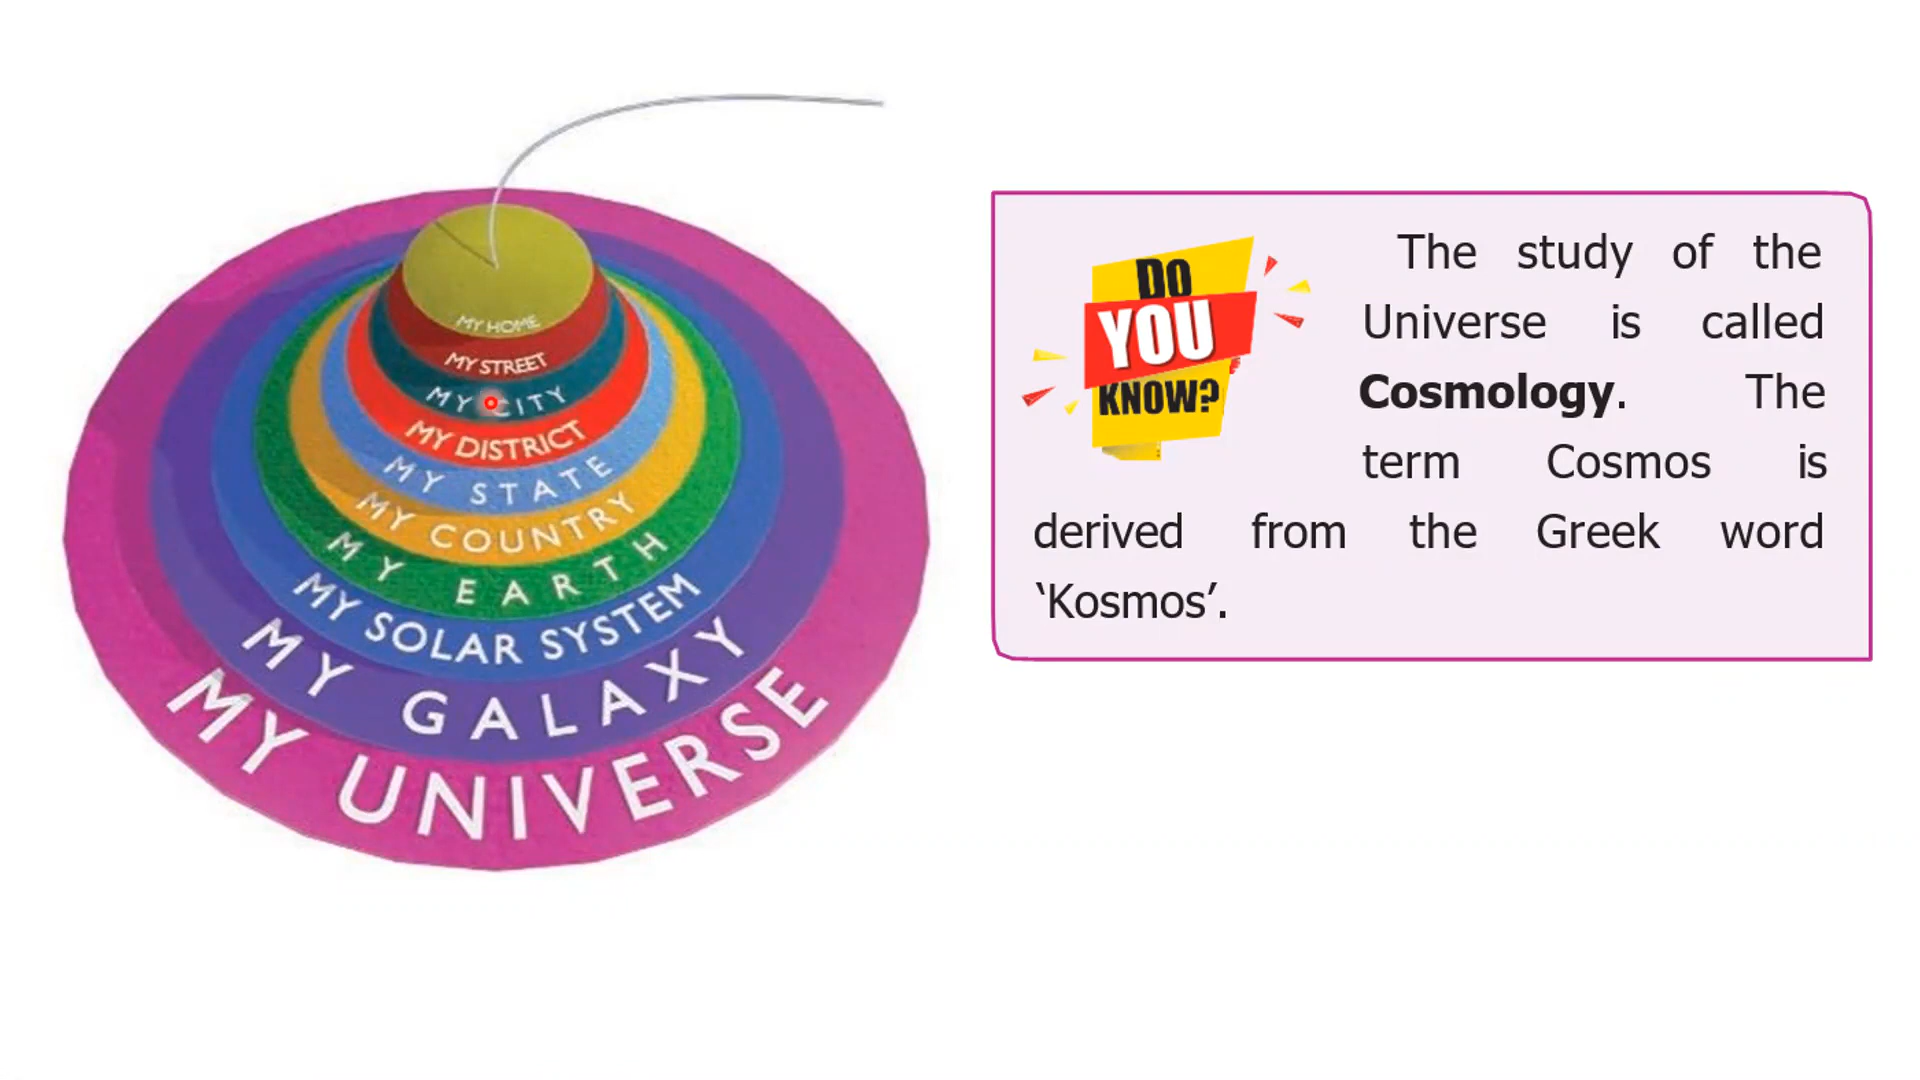 MY HOME
MY STREET
MY CITY
MY DISTRICT
MY STATE
MY COUNTRY
MY EARTH
MY SOLAR SYSTEM
MY GALAXY
MY UNIVERSE
DO
YOU
KNOW?
The study of the
Universe is called
Cosmology. The
term Cosmos is
derived from the Greek word
‘Kosmos’.